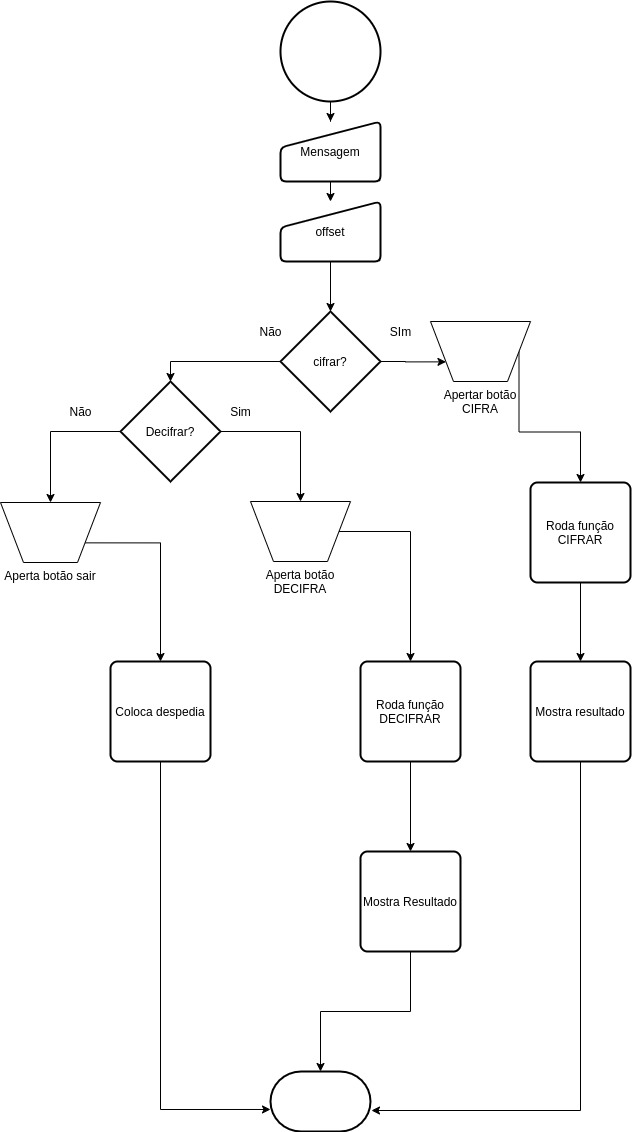 Mensagem
offset
Não
SIm
cifrar?
Apertar botão
CIFRA
Não
Sim
Decifrar?
Roda função
CIFRAR
Aperta botão sair
Aperta botão
DECIFRA
Coloca despedia
Roda função
DECIFRAR
Mostra resultado
Mostra Resultado